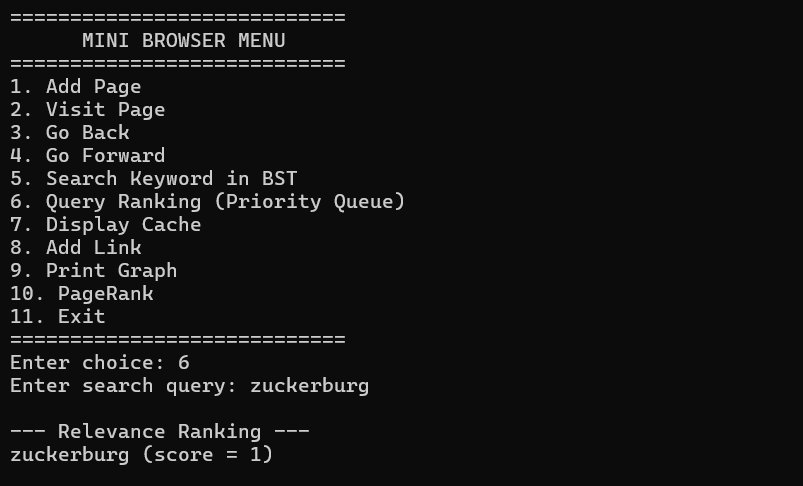 ============================
MINI BROWSER MENU
============================
1. Add Page
2. Visit Page
3. Go Back
4. Go Forward
5. Search Keyword in BST
6. Query Ranking (Priority Queue)
7. Display Cache
8. Add Link
9. Print Graph
10. PageRank
11. Exit
============================
Enter choice: 6
Enter search query: zuckerburg
--- Relevance Ranking ---
zuckerburg (score = 1)